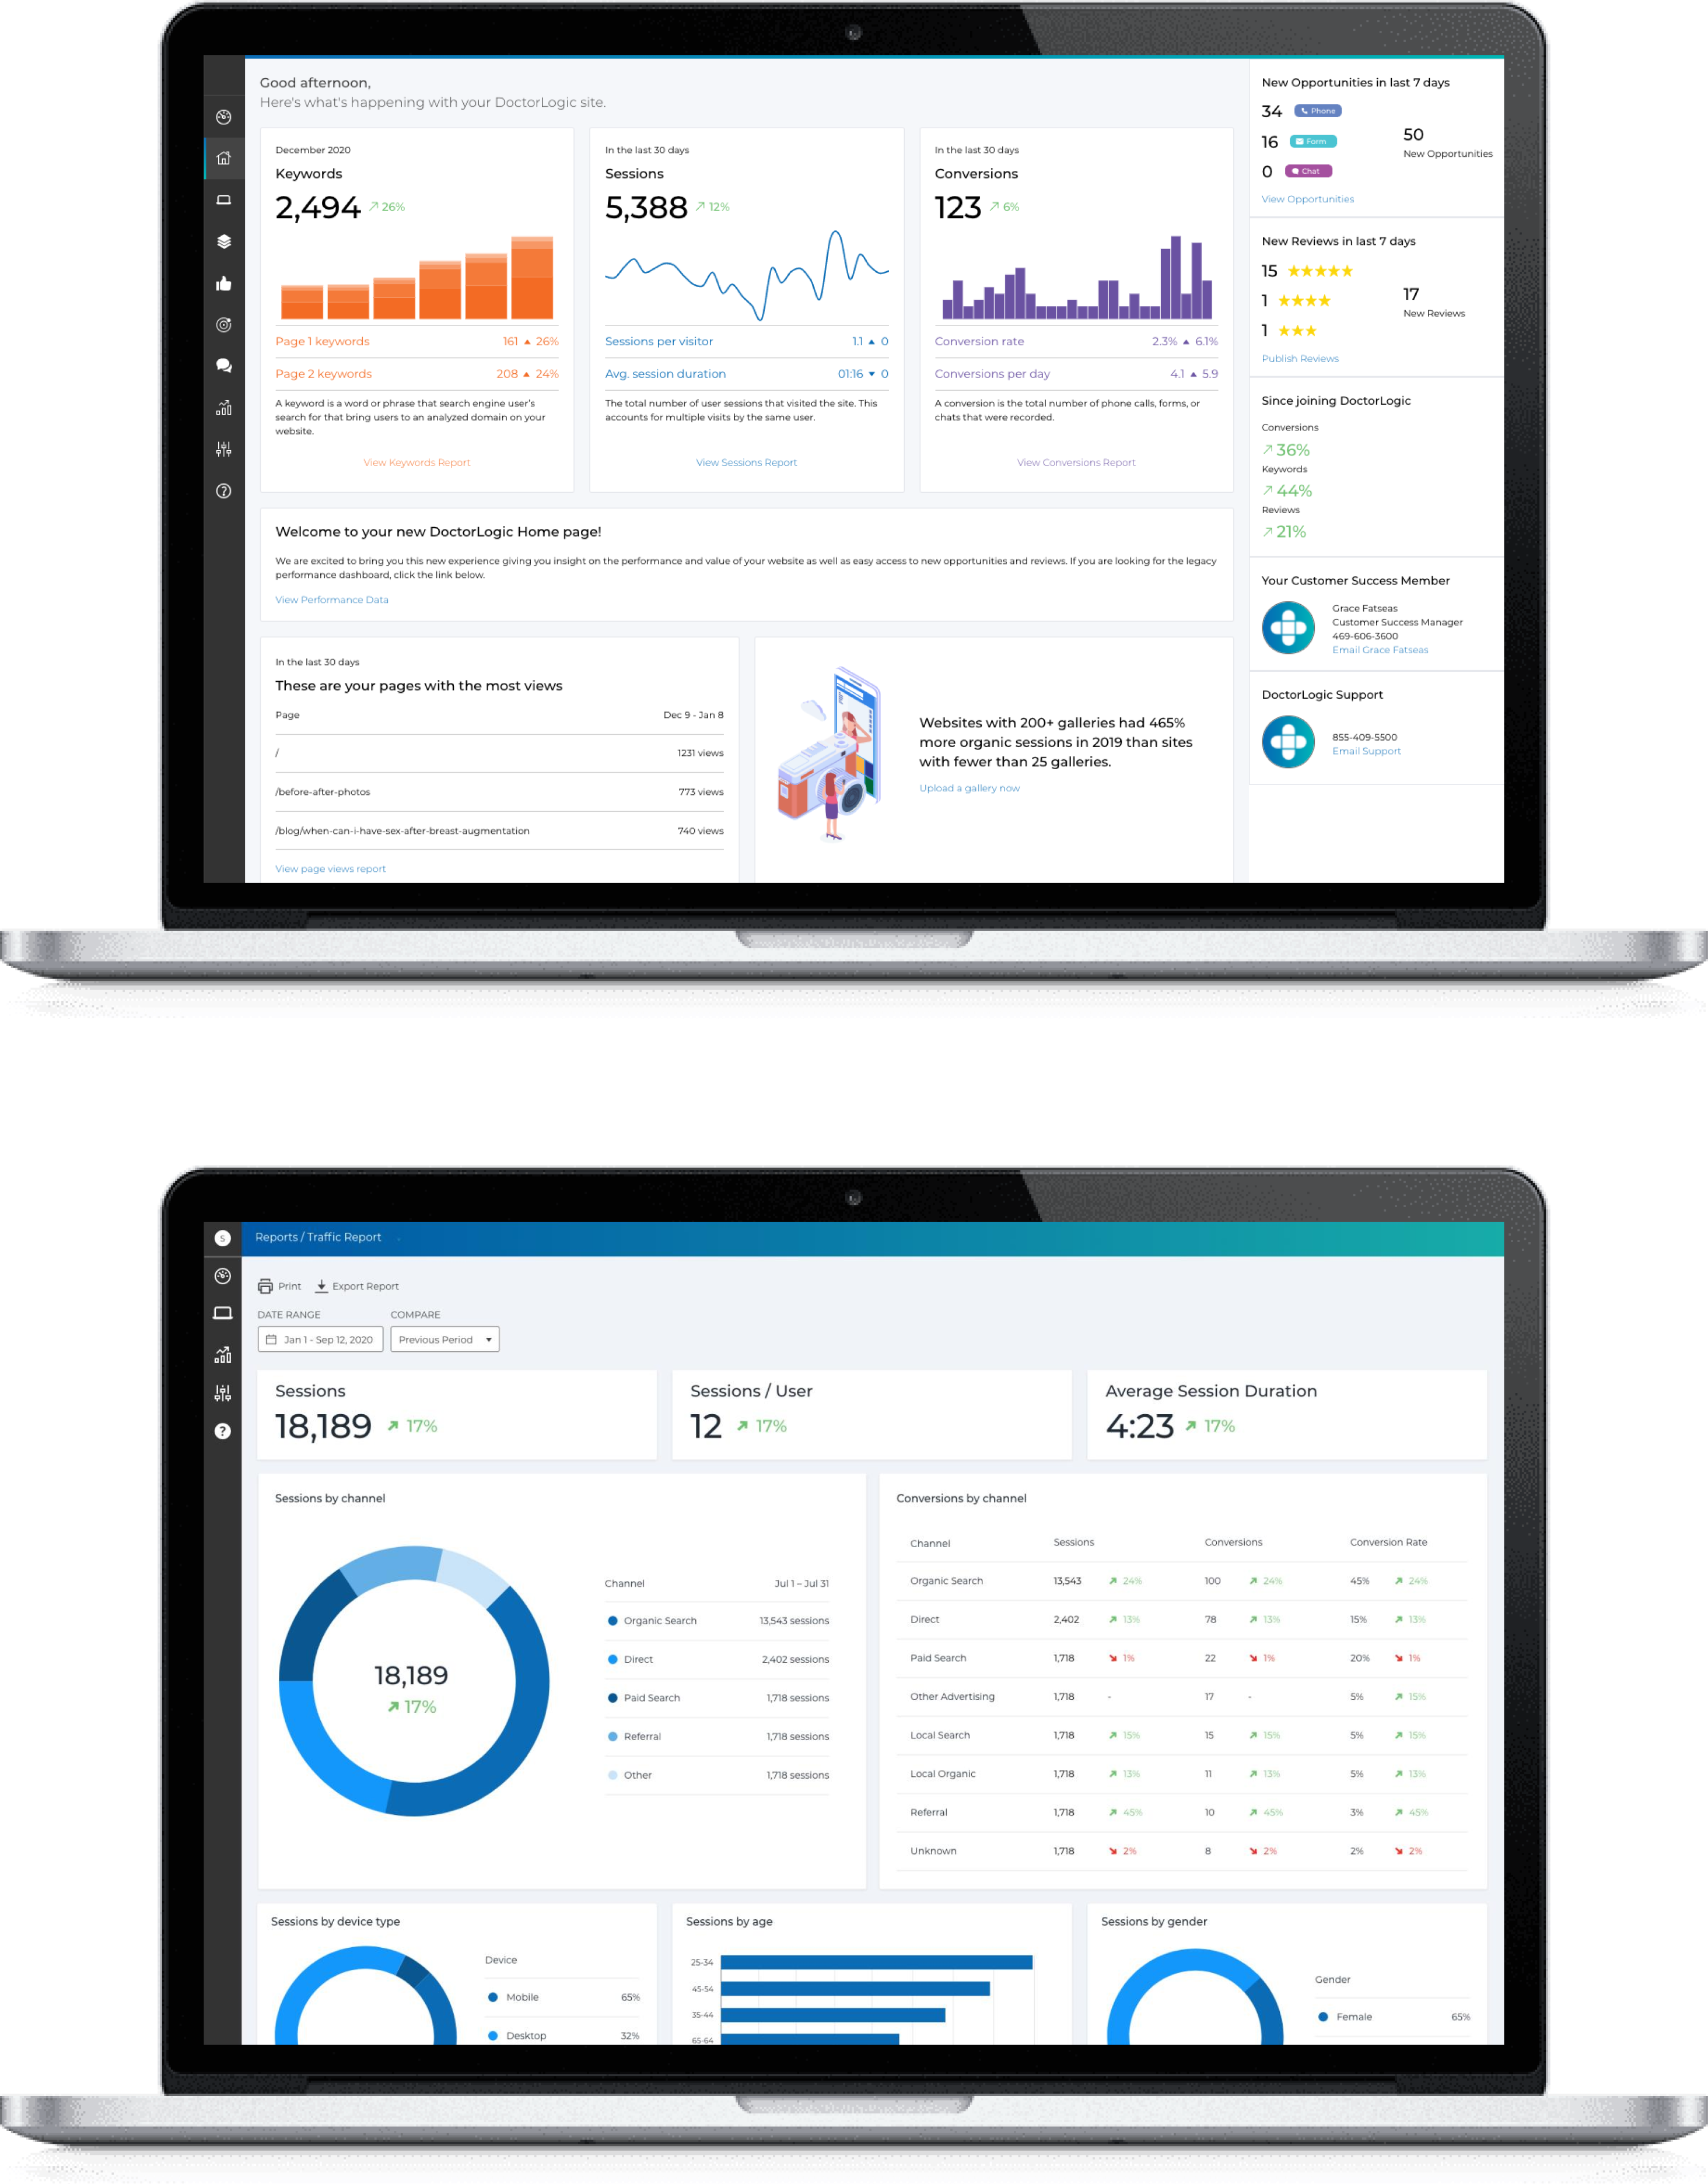 Good afternoon,
Here's what's happening with your DoctorLogic site.
December 2020
Keywords
2,494 26%
Page 1 keywords 161 ▲ 26%
Page 2 keywords 208 ▲ 24%
A keyword is a word or phrase that search engine user's
search for that bring users to an analyzed domain on your
website.
View Keywords Report
In the last 30 days
Sessions
5,388 12%
Sessions per visitor 1.1 ▲ 0
Avg. session duration 01:16 ▼ 0
The total number of user sessions that visited the site. This
accounts for multiple visits by the same user.
View Sessions Report
In the last 30 days
Conversions
123 6%
Conversion rate 2.3% ▲ 6.1%
Conversions per day 4.1 ▲ 5.9
A conversion is the total number of phone calls, forms, or
chats that were recorded.
View Conversions Report
Welcome to your new DoctorLogic Home page!
We are excited to bring you this new experience giving you insight on the performance and value of your website as well as easy access to new opportunities and reviews. If you are looking for the legacy
performance dashboard, click the link below.
View Performance Data
In the last 30 days
These are your pages with the most views
Page Dec 9 - Jan 8
/ 1231 views
/before-after-photos 773 views
/blog/when-can-i-have-sex-after-breast-augmentation 740 views
View page views report
Websites with 200+ galleries had 465%
more organic sessions in 2019 than sites
with fewer than 25 galleries.
Upload a gallery now
New Opportunities in last 7 days
34 Phone
16 Form
0 Chat
50
New Opportunities
View Opportunities
New Reviews in last 7 days
15 ★★★★★
1 ★★★★
1 ★★★
17
New Reviews
Publish Reviews
Since joining DoctorLogic
Conversions
36%
Keywords
44%
Reviews
21%
Your Customer Success Member
Grace Fatseas
Customer Success Manager
469-606-3600
Email Grace Fatseas
DoctorLogic Support
855-409-5500
Email Support
S
Reports / Traffic Report
Print Export Report
DATE RANGE COMPARE
Jan 1 - Sep 12, 2020 Previous Period
Sessions
18,189 17%
Sessions / User
12 17%
Average Session Duration
4:23 17%
Sessions by channel
18,189
17%
Channel Jul 1 – Jul 31
Organic Search 13,543 sessions
Direct 2,402 sessions
Paid Search 1,718 sessions
Referral 1,718 sessions
Other 1,718 sessions
Conversions by channel
Channel Sessions Conversions Conversion Rate
Organic Search 13,543 24% 100 24% 45% 24%
Direct 2,402 13% 78 13% 15% 13%
Paid Search 1,718 1% 22 1% 20% 1%
Other Advertising 1,718 - 17 - 5% 15%
Local Search 1,718 15% 15 15% 5% 15%
Local Organic 1,718 13% 11 13% 5% 13%
Referral 1,718 45% 10 45% 3% 45%
Unknown 1,718 2% 8 2% 2% 2%
Sessions by device type
Device
Mobile 65%
Desktop 32%
Sessions by age
25-34
45-54
35-44
65-64
Sessions by gender
Gender
Female 65%